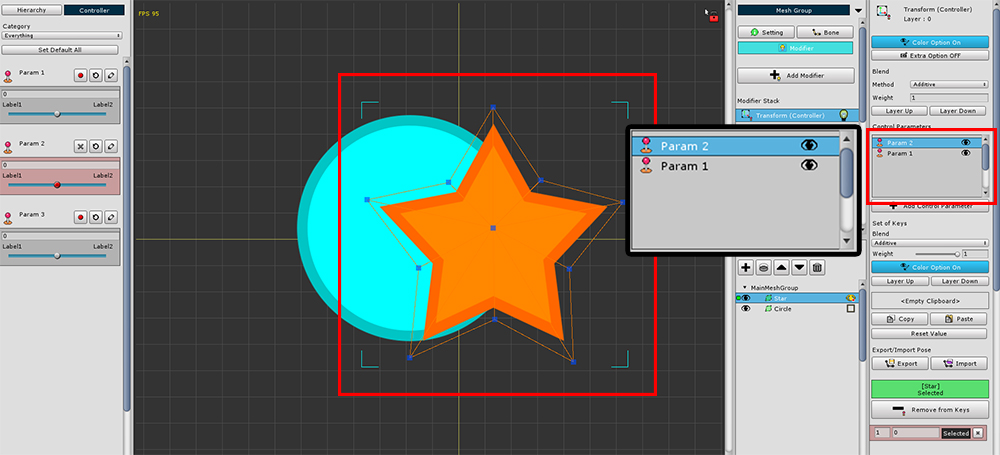 Hierarchy
Controller
Category
Everything
Set Default All
Param 1
0
Label1
Label2
Param 2
0
Label1
Label2
Param 3
0
Label1
Label2
FPS 95
Mesh Group
Setting
Bone
Modifier
Add Modifier
Modifier Stack
Transform (Controller)
Param 2
Param 1
MainMeshGroup
Star
Circle
Transform (Controller)
Layer : 0
Color Option On
Extra Option OFF
Blend
Method
Additive
Weight
1
Layer Up
Layer Down
Control Parameters
Param 2
Param 1
Add Control Parameter
Set of Keys
Blend
Additive
Weight
1
Color Option On
Layer Up
Layer Down
<Empty Clipboard>
Copy
Paste
Reset Value
Export/Import Pose
Export
Import
[Star]
Selected
Remove from Keys
1
0
Selected